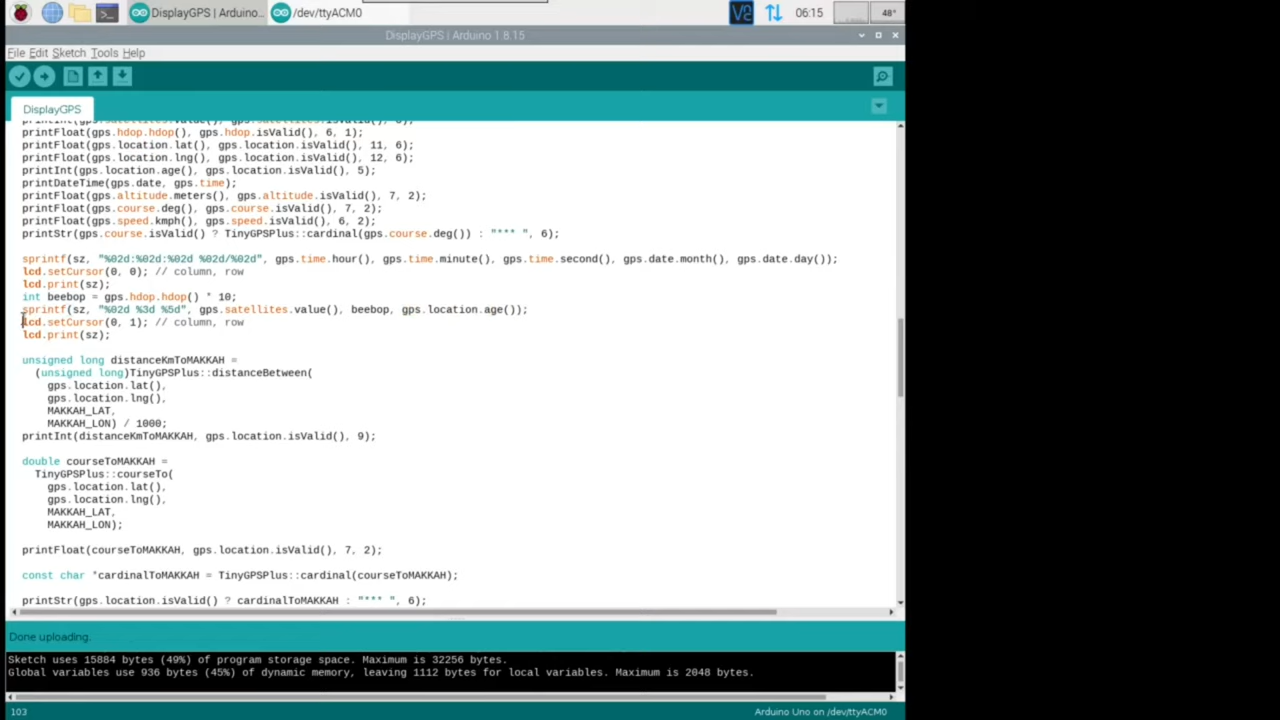 DisplayGPS | Arduino...
/dev/ttyACM0
V2
06:15
48°
DisplayGPS | Arduino 1.8.15
File Edit Sketch Tools Help
DisplayGPS
printInt(gps.satellites.value(), gps.satellites.isValid(), 5);
printFloat(gps.hdop.hdop(), gps.hdop.isValid(), 6, 1);
printFloat(gps.location.lat(), gps.location.isValid(), 11, 6);
printFloat(gps.location.lng(), gps.location.isValid(), 12, 6);
printInt(gps.location.age(), gps.location.isValid(), 5);
printDateTime(gps.date, gps.time);
printFloat(gps.altitude.meters(), gps.altitude.isValid(), 7, 2);
printFloat(gps.course.deg(), gps.course.isValid(), 7, 2);
printFloat(gps.speed.kmph(), gps.speed.isValid(), 6, 2);
printStr(gps.course.isValid() ? TinyGPSPlus::cardinal(gps.course.deg()) : "*** ", 6);
sprintf(sz, "%02d:%02d:%02d %02d/%02d", gps.time.hour(), gps.time.minute(), gps.time.second(), gps.date.month(), gps.date.day());
lcd.setCursor(0, 0); // column, row
lcd.print(sz);
int beebop = gps.hdop.hdop() * 10;
sprintf(sz, "%02d %3d %5d", gps.satellites.value(), beebop, gps.location.age());
lcd.setCursor(0, 1); // column, row
lcd.print(sz);
unsigned long distanceKmToMAKKAH =
(unsigned long)TinyGPSPlus::distanceBetween(
gps.location.lat(),
gps.location.lng(),
MAKKAH_LAT,
MAKKAH_LON) / 1000;
printInt(distanceKmToMAKKAH, gps.location.isValid(), 9);
double courseToMAKKAH =
TinyGPSPlus::courseTo(
gps.location.lat(),
gps.location.lng(),
MAKKAH_LAT,
MAKKAH_LON);
printFloat(courseToMAKKAH, gps.location.isValid(), 7, 2);
const char *cardinalToMAKKAH = TinyGPSPlus::cardinal(courseToMAKKAH);
printStr(gps.location.isValid() ? cardinalToMAKKAH : "*** ", 6);
Done uploading.
Sketch uses 15884 bytes (49%) of program storage space. Maximum is 32256 bytes.
Global variables use 936 bytes (45%) of dynamic memory, leaving 1112 bytes for local variables. Maximum is 2048 bytes.
103
Arduino Uno on /dev/ttyACM0